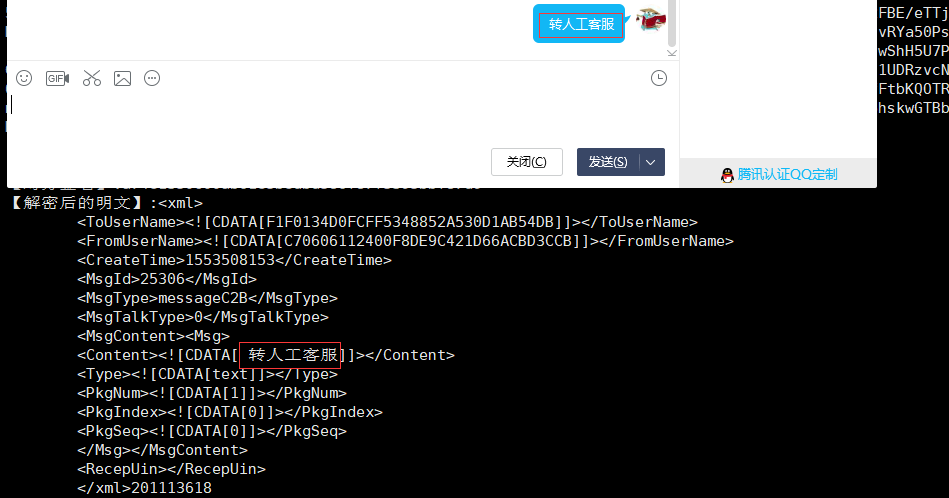 FBE/eTTj
转人工客服
vRYa50Ps
wShH5U7P
GIF
1UDRzvcN
FtbKQOTR
hskwGTBb
关闭(C) 发送(S)
腾讯认证QQ定制
【解密后的明文】:<xml>
<ToUserName><![CDATA[F1F0134D0FCFF5348852A530D1AB54DB]]></ToUserName>
<FromUserName><![CDATA[C70606112400F8DE9C421D66ACBD3CCB]]></FromUserName>
<CreateTime>1553508153</CreateTime>
<MsgId>25306</MsgId>
<MsgType>messageC2B</MsgType>
<MsgTalkType>0</MsgTalkType>
<MsgContent><Msg>
<Content><![CDATA[ 转人工客服]]></Content>
<Type><![CDATA[text]]></Type>
<PkgNum><![CDATA[1]]></PkgNum>
<PkgIndex><![CDATA[0]]></PkgIndex>
<PkgSeq><![CDATA[0]]></PkgSeq>
</Msg></MsgContent>
<RecepUin></RecepUin>
</xml>201113618